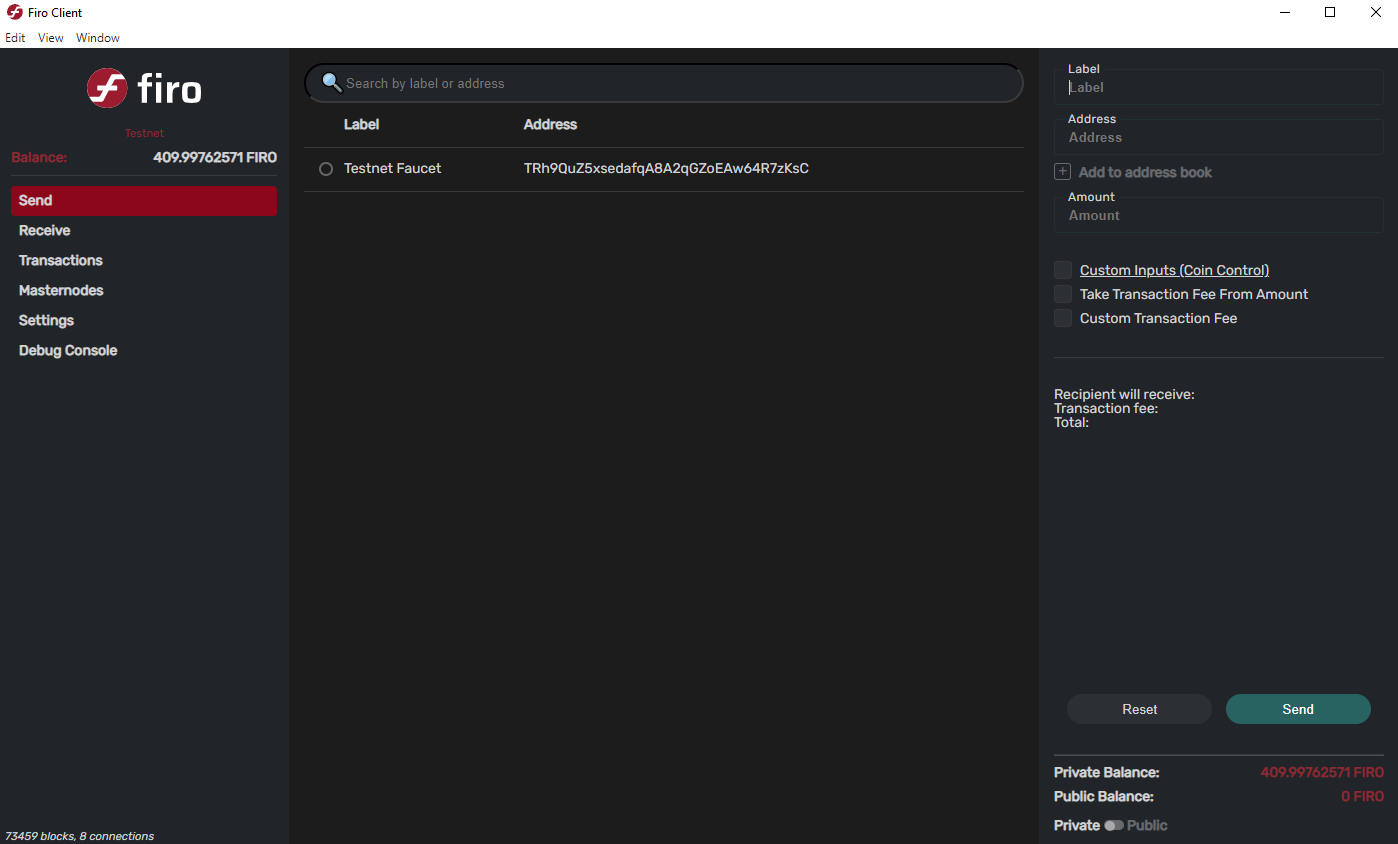 Firo Client
Edit View Window
firo
Testnet
Balance: 409.99762571 FIRO
Send
Receive
Transactions
Masternodes
Settings
Debug Console
73459 blocks, 8 connections
Search by label or address
Label Address
Testnet Faucet TRh9QuZ5xsedafqA8A2qGZoEAw64R7zKsC
Label
Label
Address
Address
+ Add to address book
Amount
Amount
Custom Inputs (Coin Control)
Take Transaction Fee From Amount
Custom Transaction Fee
Recipient will receive:
Transaction fee:
Total:
Reset Send
Private Balance: 409.99762571 FIRO
Public Balance: 0 FIRO
Private Public